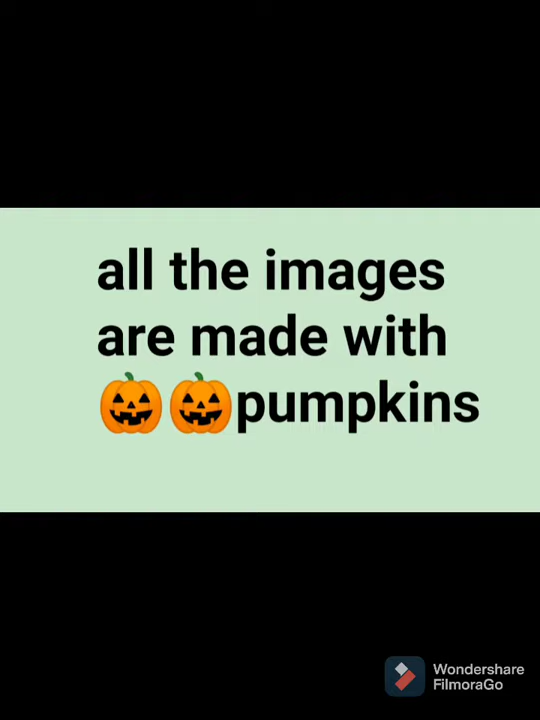 all the images
are made with
🎃🎃pumpkins
Wondershare
FilmoraGo